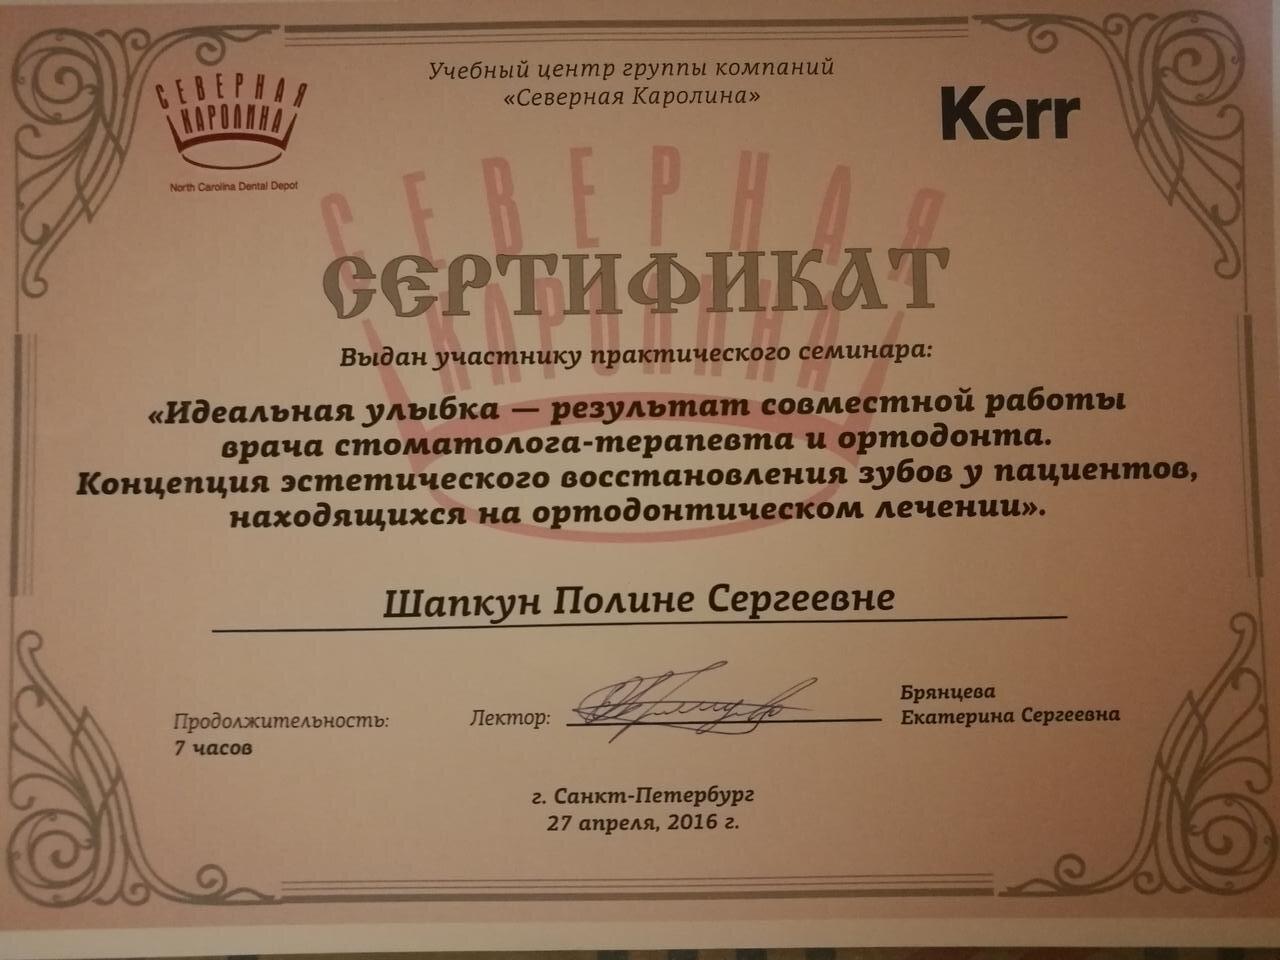 СЕВЕРНАЯ
КАРОЛИНА
North Carolina Dental Depot
Учебный центр группы компаний
«Северная Каролина»
Kerr
СЕВЕРНАЯ
КАРОЛИНА
СЕРТИФИКАТ
Выдан участнику практического семинара:
«Идеальная улыбка — результат совместной работы
врача стоматолога-терапевта и ортодонта.
Концепция эстетического восстановления зубов у пациентов,
находящихся на ортодонтическом лечении».
Шапкун Полине Сергеевне
Продолжительность:
7 часов
Лектор:
Брянцева
Екатерина Сергеевна
г. Санкт-Петербург
27 апреля, 2016 г.